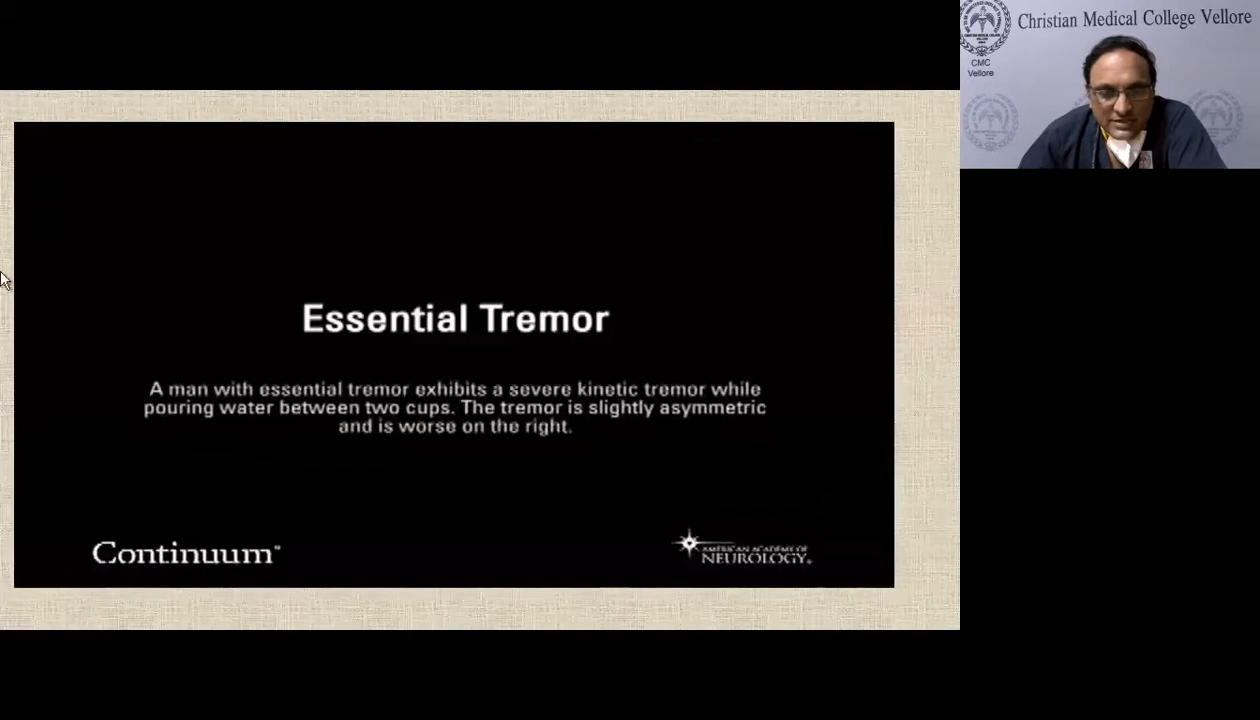 Christian Medical College Vellore
CMC
Vellore
Essential Tremor
A man with essential tremor exhibits a severe kinetic tremor while
pouring water between two cups. The tremor is slightly asymmetric
and is worse on the right.
Continuum™
AMERICAN ACADEMY OF
NEUROLOGY®